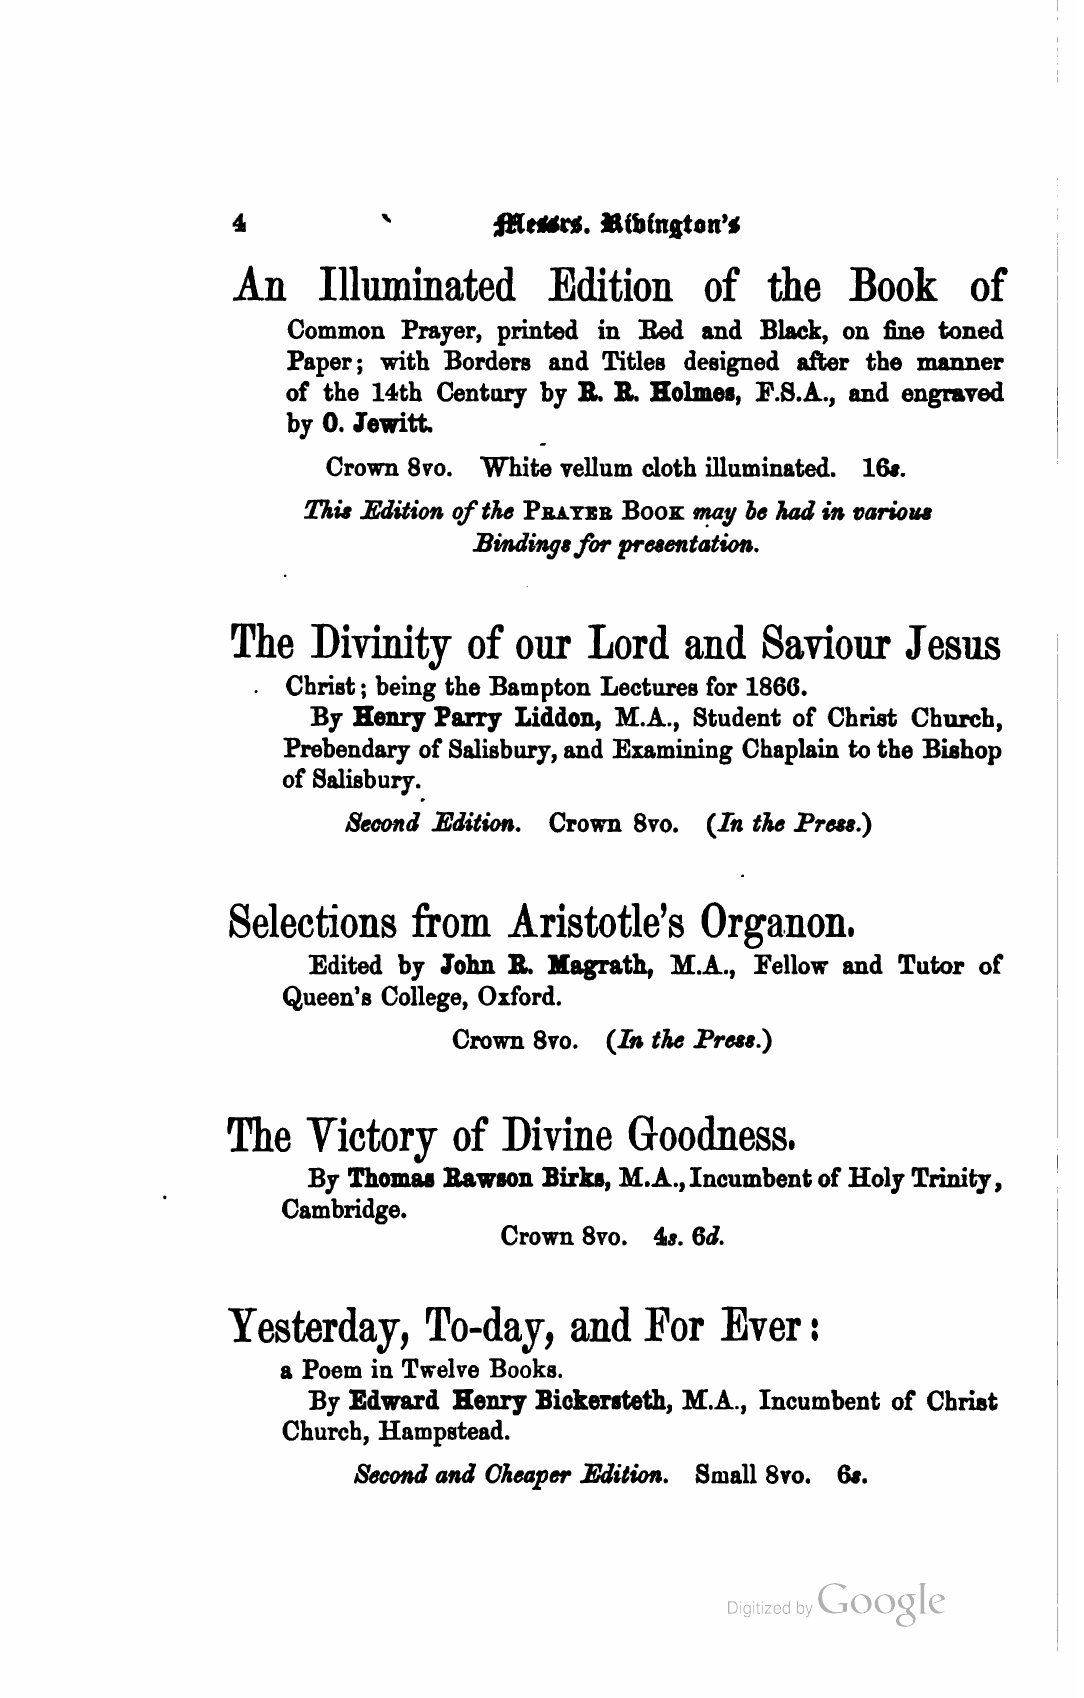 4 Messrs. Rivington's
An Illuminated Edition of the Book of
Common Prayer, printed in Red and Black, on fine toned
Paper; with Borders and Titles designed after the manner
of the 14th Century by R. R. Holmes, F.S.A., and engraved
by O. Jewitt.
Crown 8vo. White vellum cloth illuminated. 16s.
This Edition of the PRAYER BOOK may be had in various
Bindings for presentation.
The Divinity of our Lord and Saviour Jesus
Christ; being the Bampton Lectures for 1866.
By Henry Parry Liddon, M.A., Student of Christ Church,
Prebendary of Salisbury, and Examining Chaplain to the Bishop
of Salisbury.
Second Edition. Crown 8vo. (In the Press.)
Selections from Aristotle's Organon.
Edited by John R. Magrath, M.A., Fellow and Tutor of
Queen's College, Oxford.
Crown 8vo. (In the Press.)
The Victory of Divine Goodness.
By Thomas Rawson Birks, M.A., Incumbent of Holy Trinity,
Cambridge.
Crown 8vo. 4s. 6d.
Yesterday, To-day, and For Ever:
a Poem in Twelve Books.
By Edward Henry Bickersteth, M.A., Incumbent of Christ
Church, Hampstead.
Second and Cheaper Edition. Small 8vo. 6s.
Digitized by Google